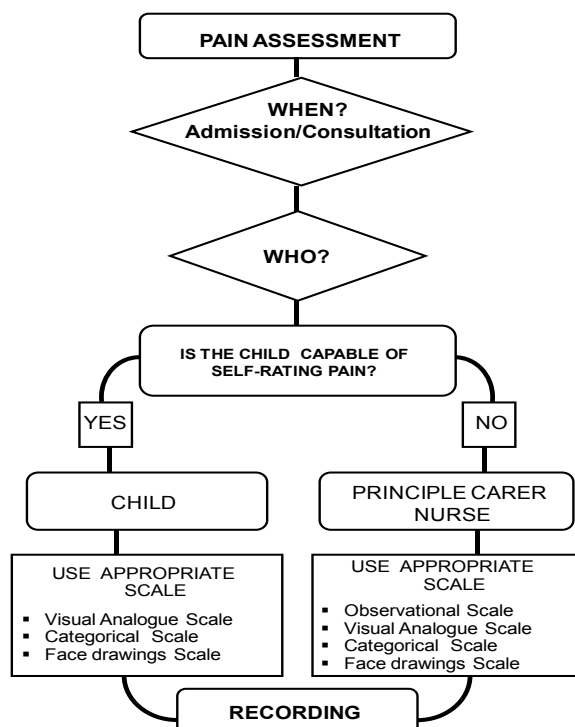 PAIN ASSESSMENT
WHEN?
Admission/Consultation
WHO?
IS THE CHILD CAPABLE OF
SELF-RATING PAIN?
YES
NO
CHILD
PRINCIPLE CARER
NURSE
USE APPROPRIATE
SCALE
▪ Visual Analogue Scale
▪ Categorical Scale
▪ Face drawings Scale
USE APPROPRIATE
SCALE
▪ Observational Scale
▪ Visual Analogue Scale
▪ Categorical Scale
▪ Face drawings Scale
RECORDING